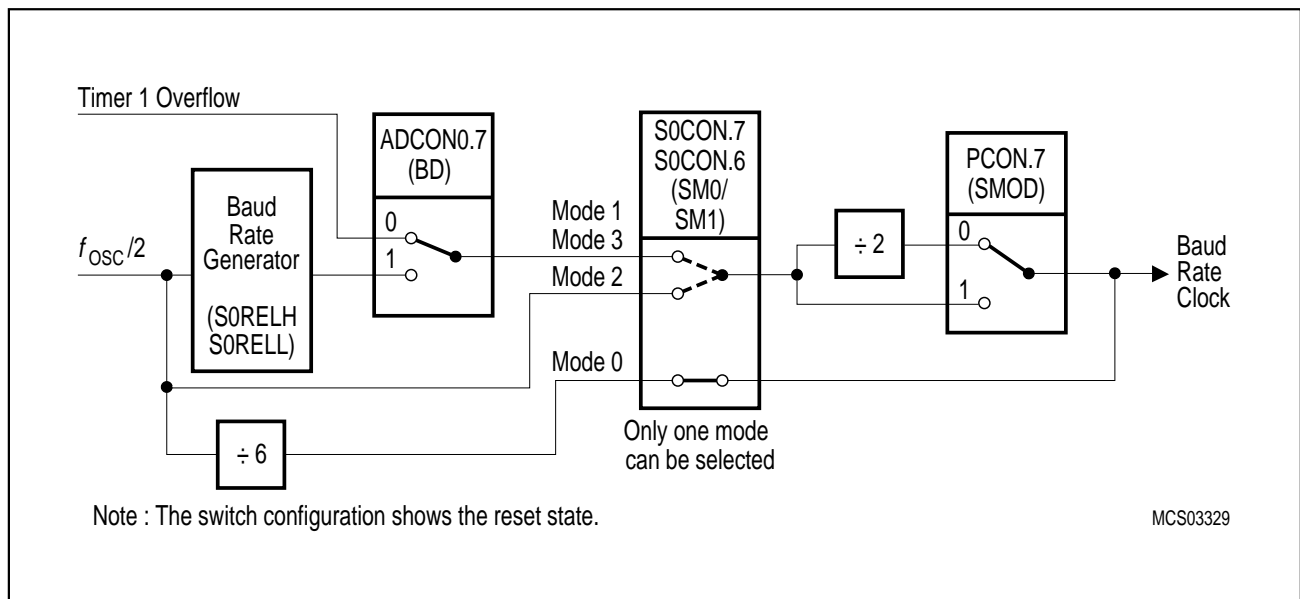 Timer 1 Overflow
f OSC/2
Baud
Rate
Generator
(S0RELH
S0RELL)
÷ 6
ADCON0.7
(BD)
0
1
Mode 1
Mode 3
Mode 2
Mode 0
S0CON.7
S0CON.6
(SM0/
SM1)
Only one mode
can be selected
÷ 2
PCON.7
(SMOD)
0
1
Baud
Rate
Clock
Note : The switch configuration shows the reset state.
MCS03329